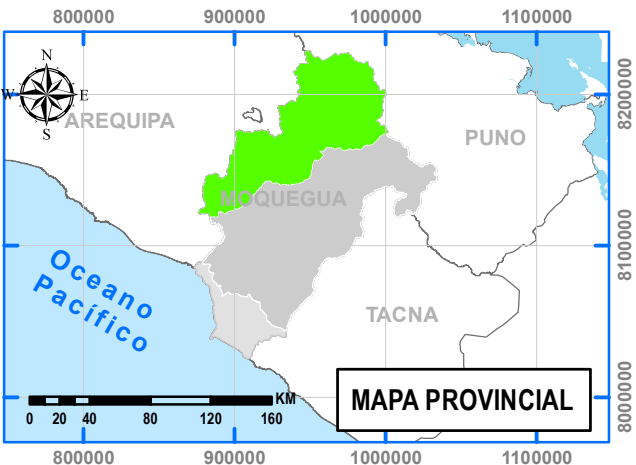 800000 900000 1000000 1100000
N
W E
S
AREQUIPA
PUNO
8200000
MOQUEGUA
8100000
Oceano
Pacífico
TACNA
8000000
KM
0 20 40 80 120 160
MAPA PROVINCIAL
800000 900000 1000000 1100000